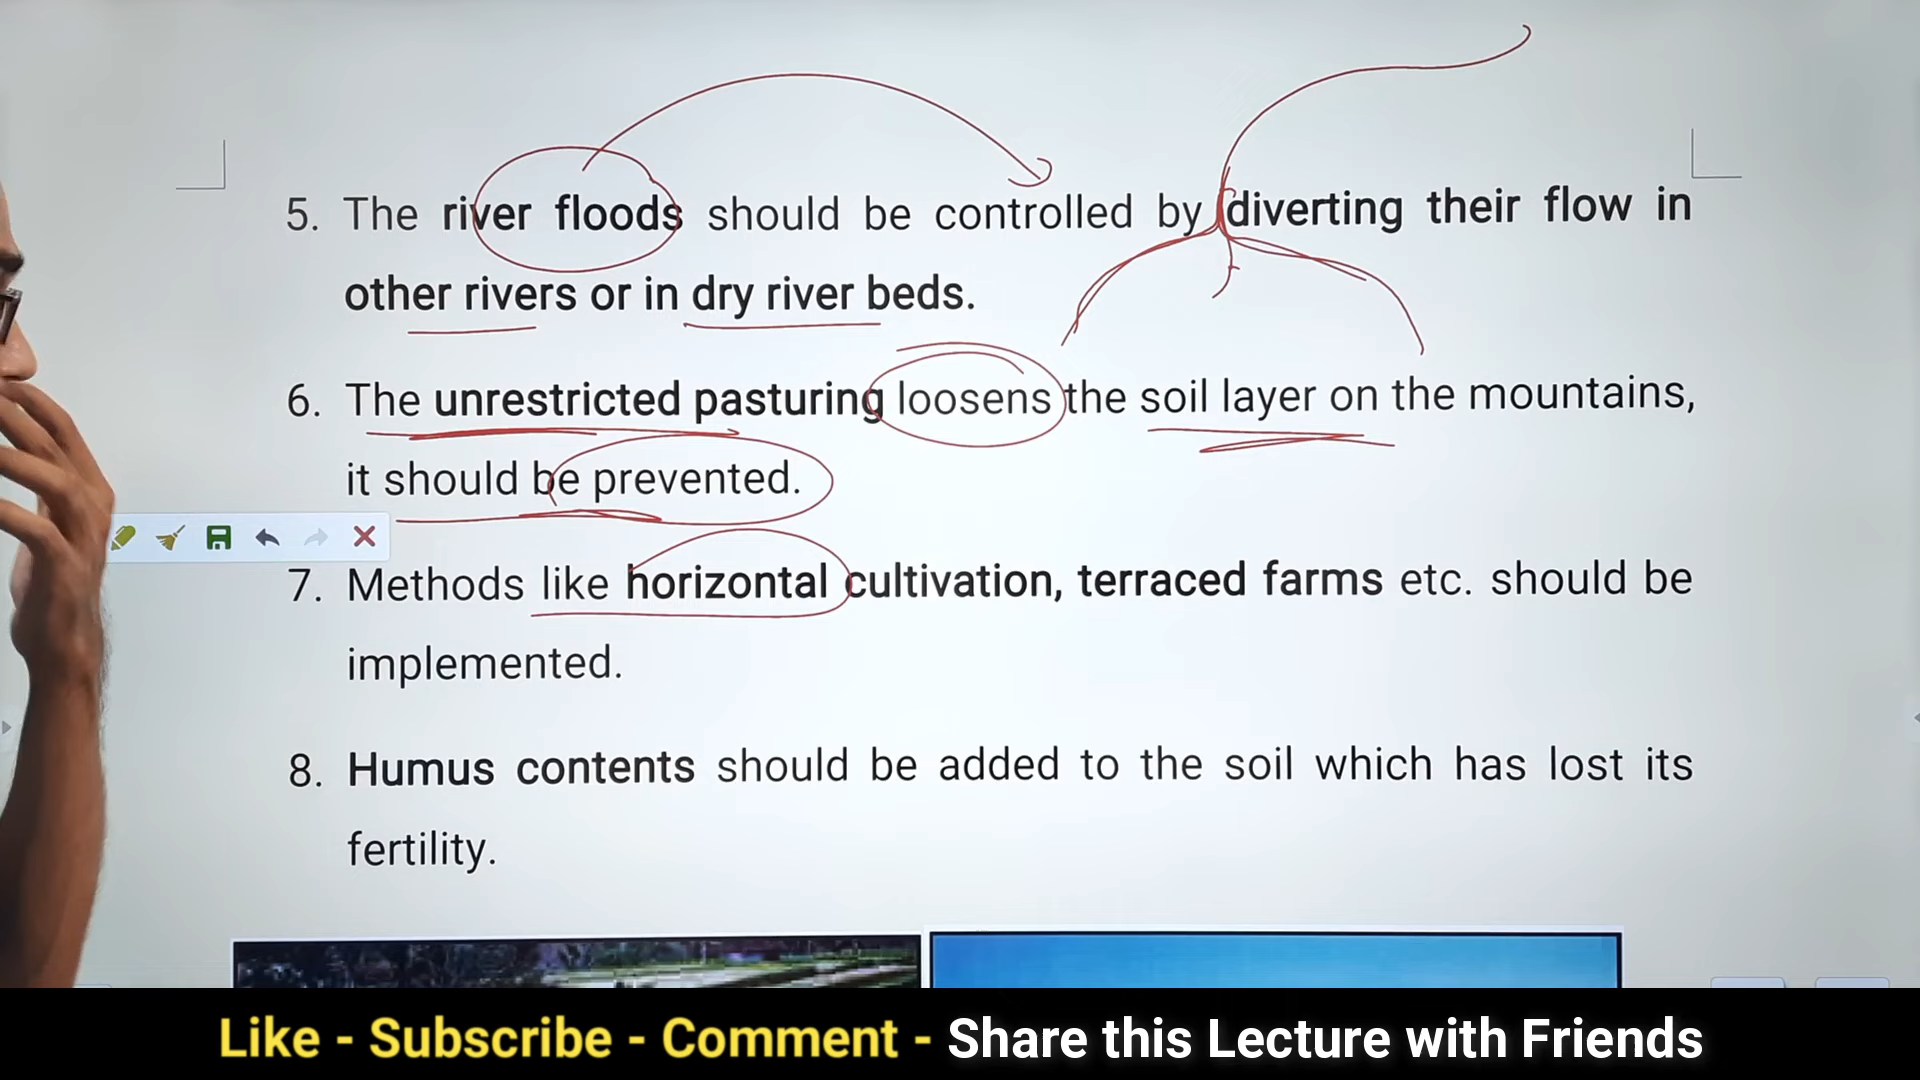 5. The river floods should be controlled by diverting their flow in
other rivers or in dry river beds.
6. The unrestricted pasturing loosens the soil layer on the mountains,
it should be prevented.
7. Methods like horizontal cultivation, terraced farms etc. should be
implemented.
8. Humus contents should be added to the soil which has lost its
fertility.
Like - Subscribe - Comment - Share this Lecture with Friends